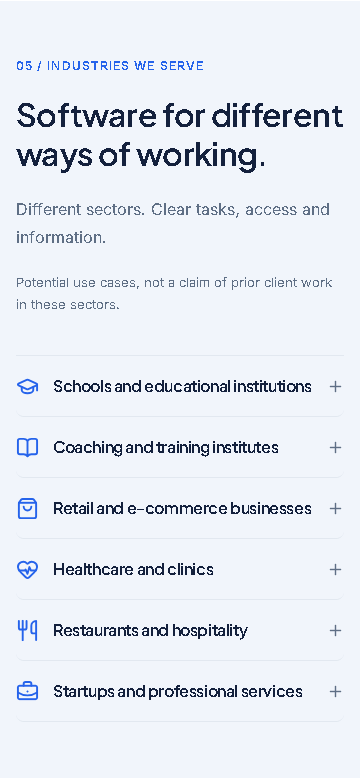 05 / INDUSTRIES WE SERVE
Software for different
ways of working.
Different sectors. Clear tasks, access and
information.
Potential use cases, not a claim of prior client work
in these sectors.
Schools and educational institutions
Coaching and training institutes
Retail and e-commerce businesses
Healthcare and clinics
Restaurants and hospitality
Startups and professional services